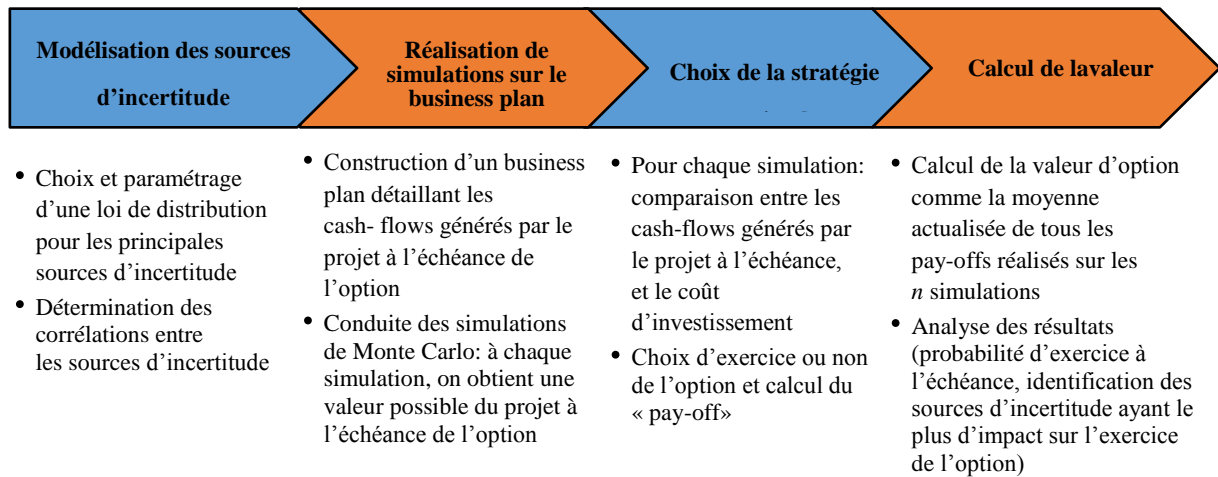 Modélisation des sources
d'incertitude
Réalisation de
simulations sur le
business plan
Choix de la stratégie
Calcul de lavaleur
• Choix et paramétrage
d'une loi de distribution
pour les principales
sources d'incertitude
• Détermination des
corrélations entre
les sources d'incertitude
• Construction d'un business
plan détaillant les
cash- flows générés par le
projet à l'échéance de
l'option
• Conduite des simulations
de Monte Carlo: à chaque
simulation, on obtient une
valeur possible du projet à
l'échéance de l'option
• Pour chaque simulation:
comparaison entre les
cash-flows générés par
le projet à l'échéance,
et le coût
d'investissement
• Choix d'exercice ou non
de l'option et calcul du
« pay-off»
• Calcul de la valeur d'option
comme la moyenne
actualisée de tous les
pay-offs réalisés sur les
n simulations
• Analyse des résultats
(probabilité d'exercice à
l'échéance, identification des
sources d'incertitude ayant le
plus d'impact sur l'exercice
de l'option)